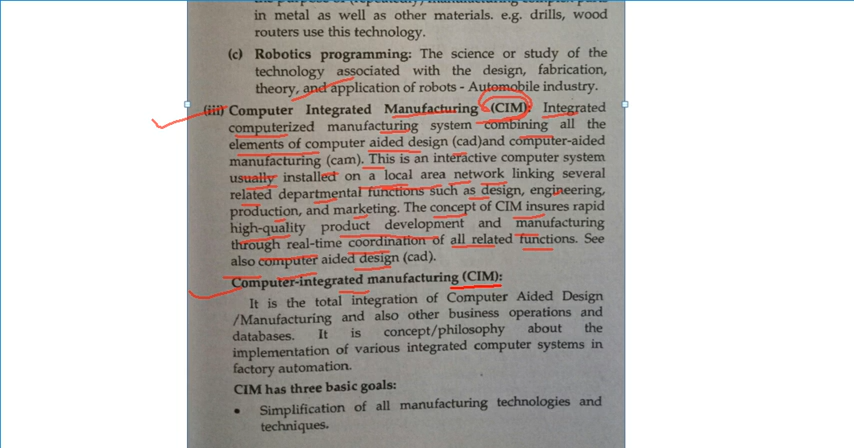 in metal as well as other materials. e.g. drills, wood
routers use this technology.
(c) Robotics programming: The science or study of the
technology associated with the design, fabrication,
theory, and application of robots - Automobile industry.
(iii) Computer Integrated Manufacturing (CIM): Integrated
computerized manufacturing system combining all the
elements of computer aided design (cad)and computer-aided
manufacturing (cam). This is an interactive computer system
usually installed on a local area network linking several
related departmental functions such as design, engineering,
production, and marketing. The concept of CIM insures rapid
high-quality product development and manufacturing
through real-time coordination of all related functions. See
also computer aided design (cad).
Computer-integrated manufacturing (CIM):
It is the total integration of Computer Aided Design
/Manufacturing and also other business operations and
databases. It is concept/philosophy about the
implementation of various integrated computer systems in
factory automation.
CIM has three basic goals:
• Simplification of all manufacturing technologies and
techniques.